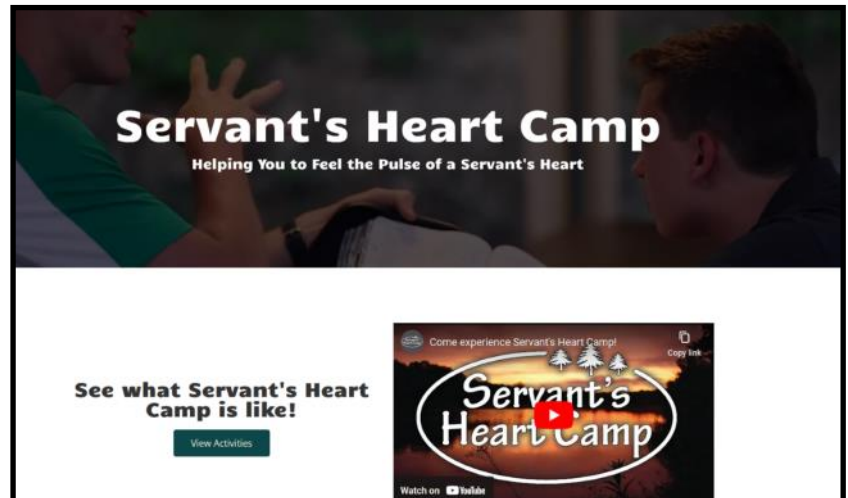 Servant's Heart Camp
Helping You to Feel the Pulse of a Servant's Heart
See what Servant's Heart
Camp is like!
View Activities
Come experience Servant's Heart Camp!
Copy link
Servant's
Heart Camp
Watch on YouTube